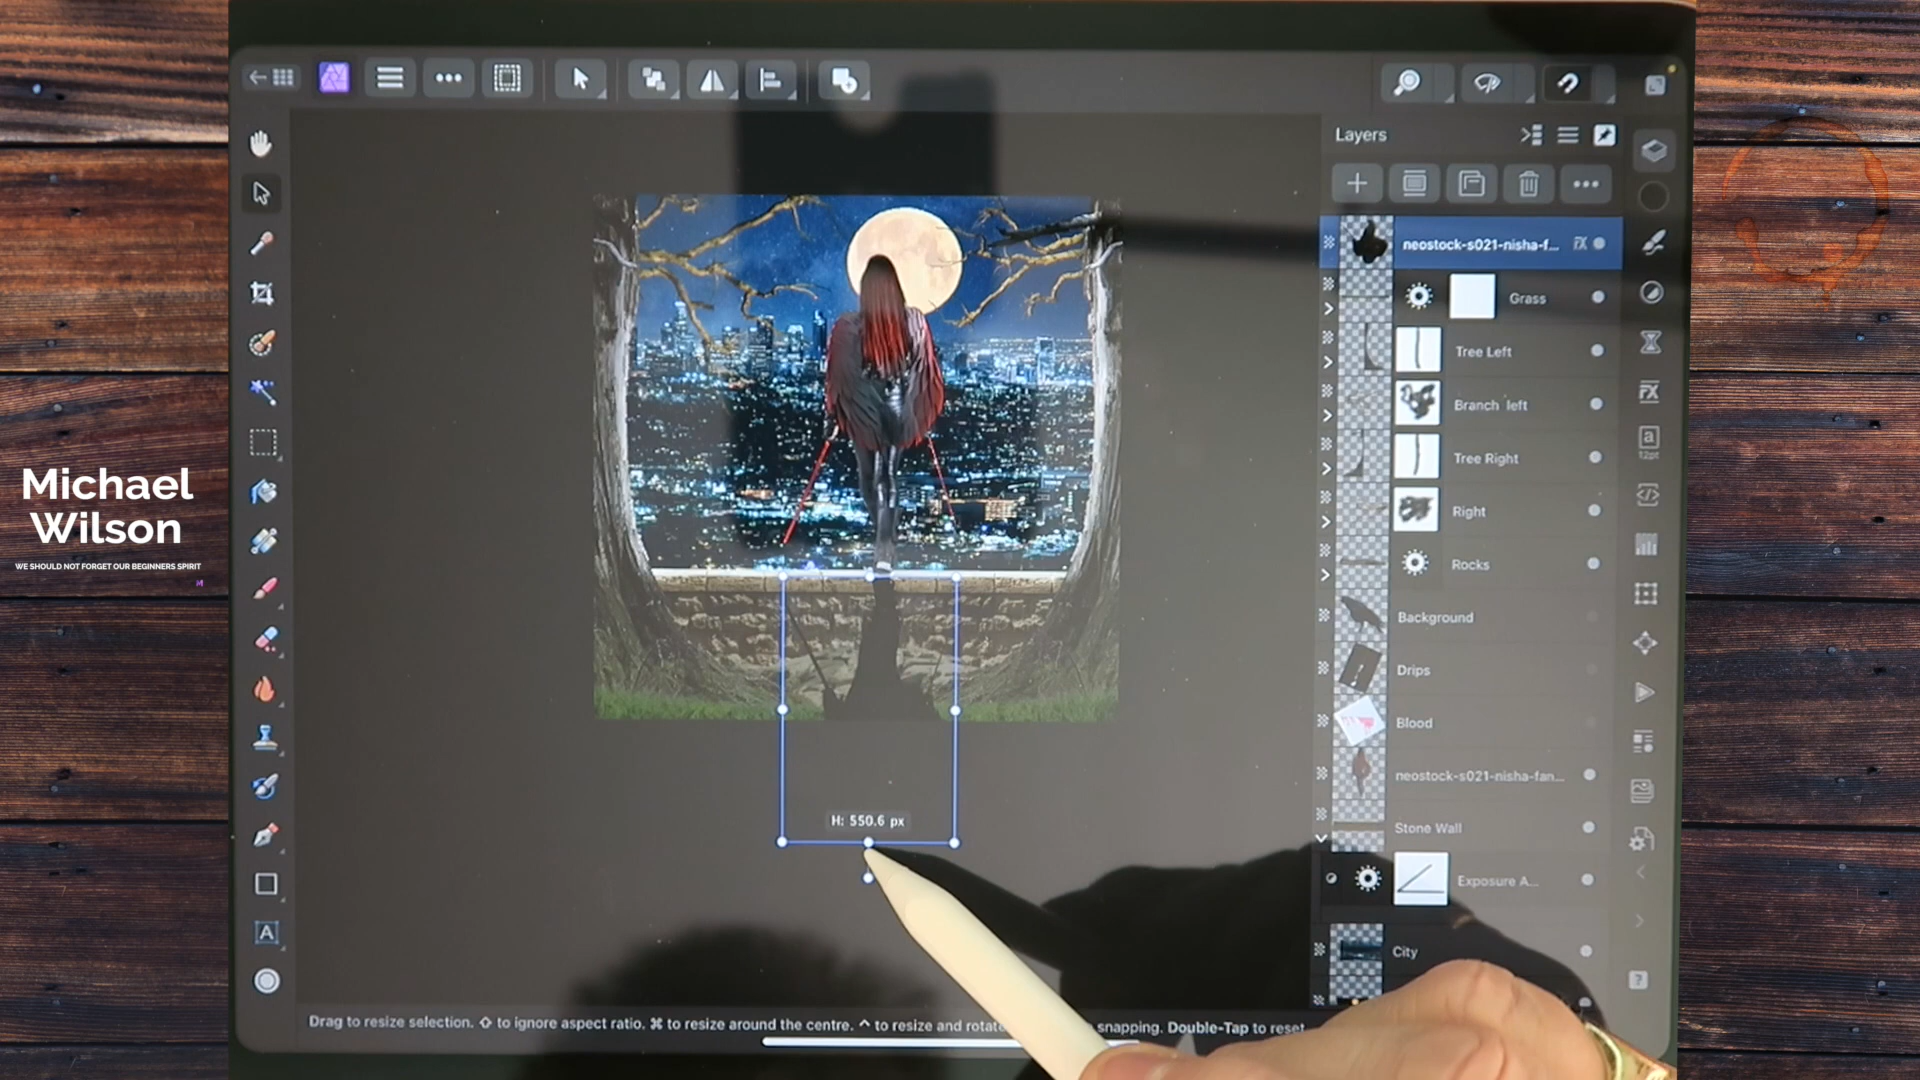 Michael
Wilson
WE SHOULD NOT FORGET OUR BEGINNERS SPIRIT
M
Layers
neostock-s021-nisha-f...
FX
Grass
Tree Left
Branch left
Tree Right
Right
Rocks
Background
Drips
Blood
neostock-s021-nisha-fan...
Stone Wall
Exposure A...
City
FX
a
12pt
A
?
H: 550.6 px
Drag to resize selection. ⇧ to ignore aspect ratio. ⌘ to resize around the centre. ^ to resize and rotate snapping. Double-Tap to reset